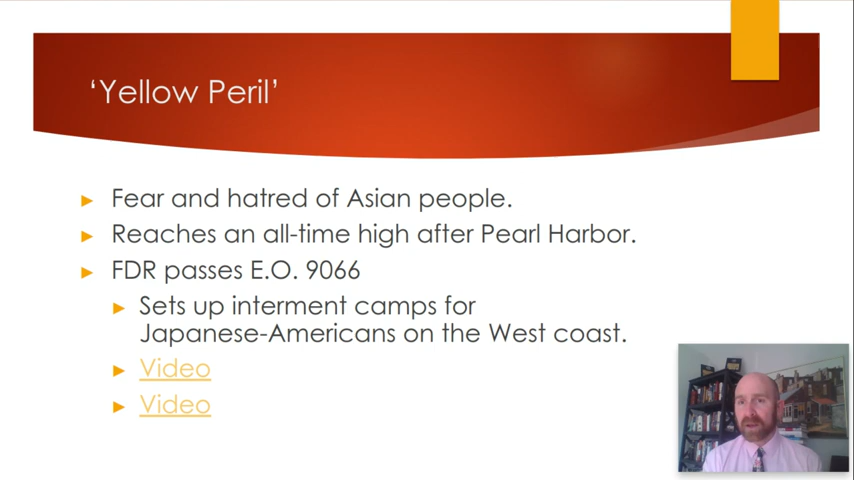 ‘Yellow Peril’
Fear and hatred of Asian people.
Reaches an all-time high after Pearl Harbor.
FDR passes E.O. 9066
Sets up interment camps for
Japanese-Americans on the West coast.
Video
Video